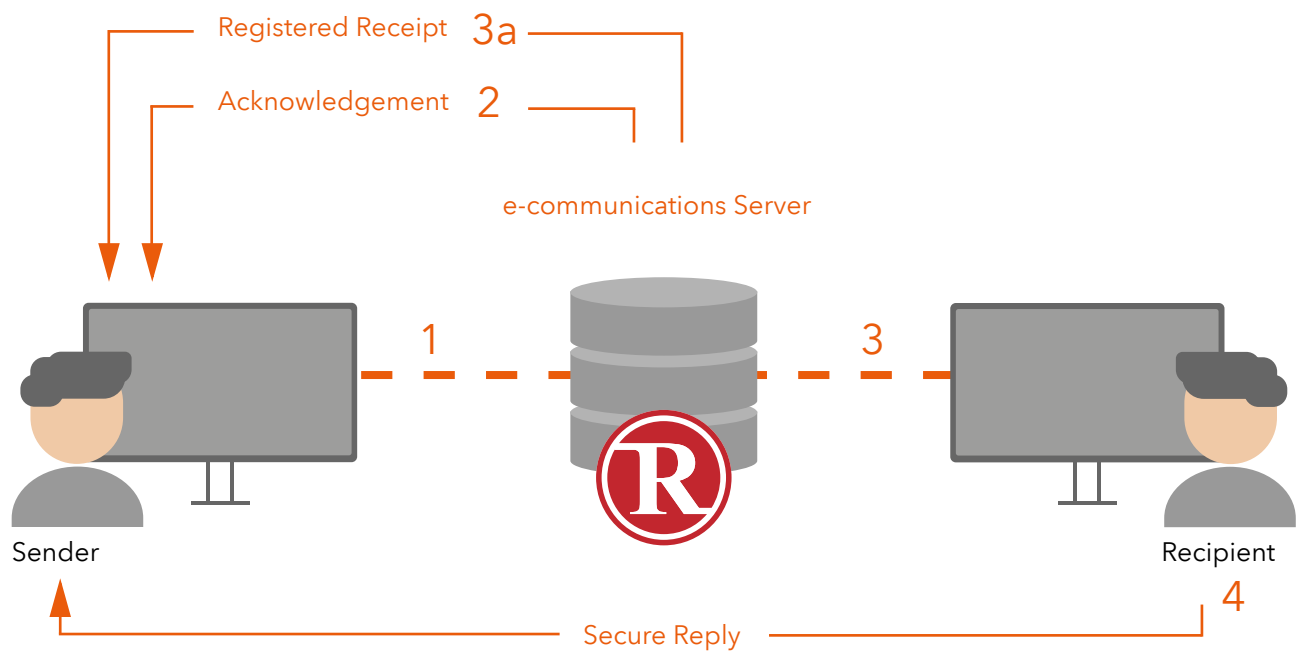 Registered Receipt 3a
Acknowledgement 2
e-communications Server
1
3
R
Sender
Recipient
4
Secure Reply